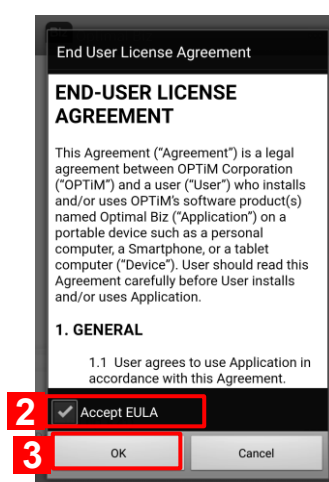 End User License Agreement
END-USER LICENSE
AGREEMENT
This Agreement (“Agreement”) is a legal
agreement between OPTiM Corporation
(“OPTiM”) and a user (“User”) who installs
and/or uses OPTiM’s software product(s)
named Optimal Biz (“Application”) on a
portable device such as a personal
computer, a Smartphone, or a tablet
computer (“Device”). User should read this
Agreement carefully before User installs
and/or uses Application.
1. GENERAL
1.1 User agrees to use Application in
accordance with this Agreement.
2 Accept EULA
3 OK Cancel